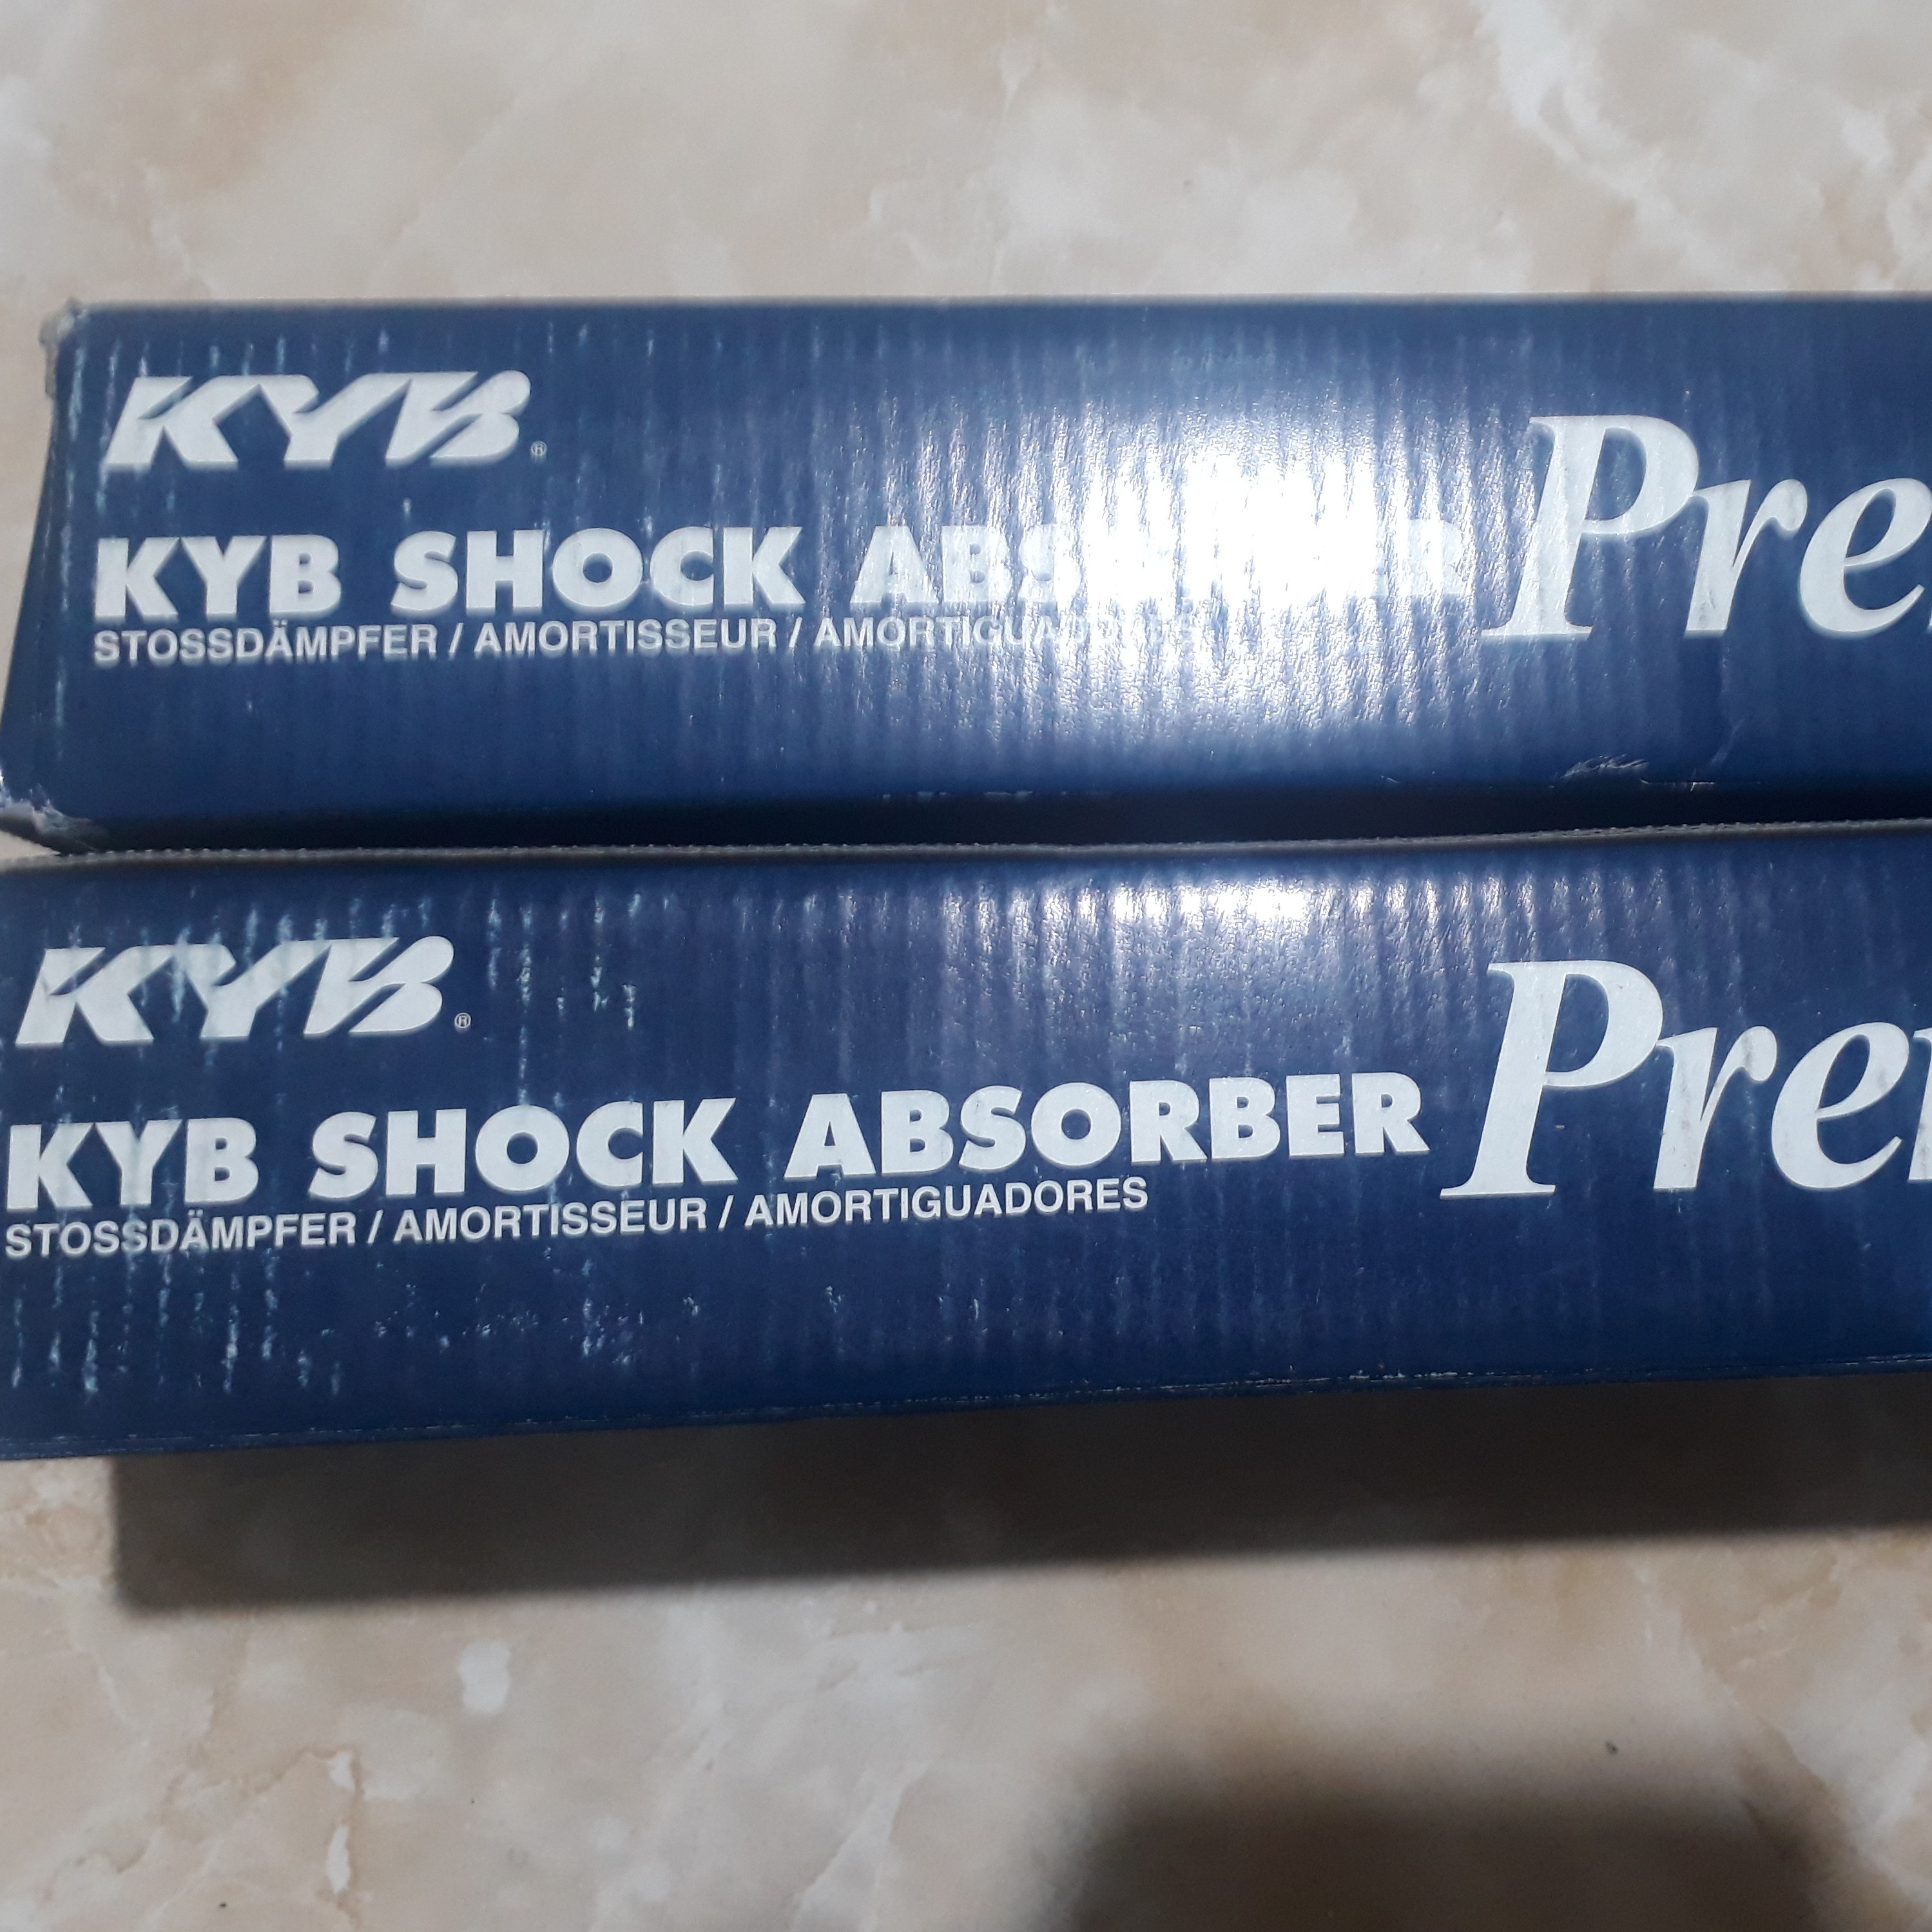 KYB®
KYB SHOCK ABSORBER
STOSSDÄMPFER / AMORTISSEUR / AMORTIGUADORES
KYB®
KYB SHOCK ABSORBER
STOSSDÄMPFER / AMORTISSEUR / AMORTIGUADORES